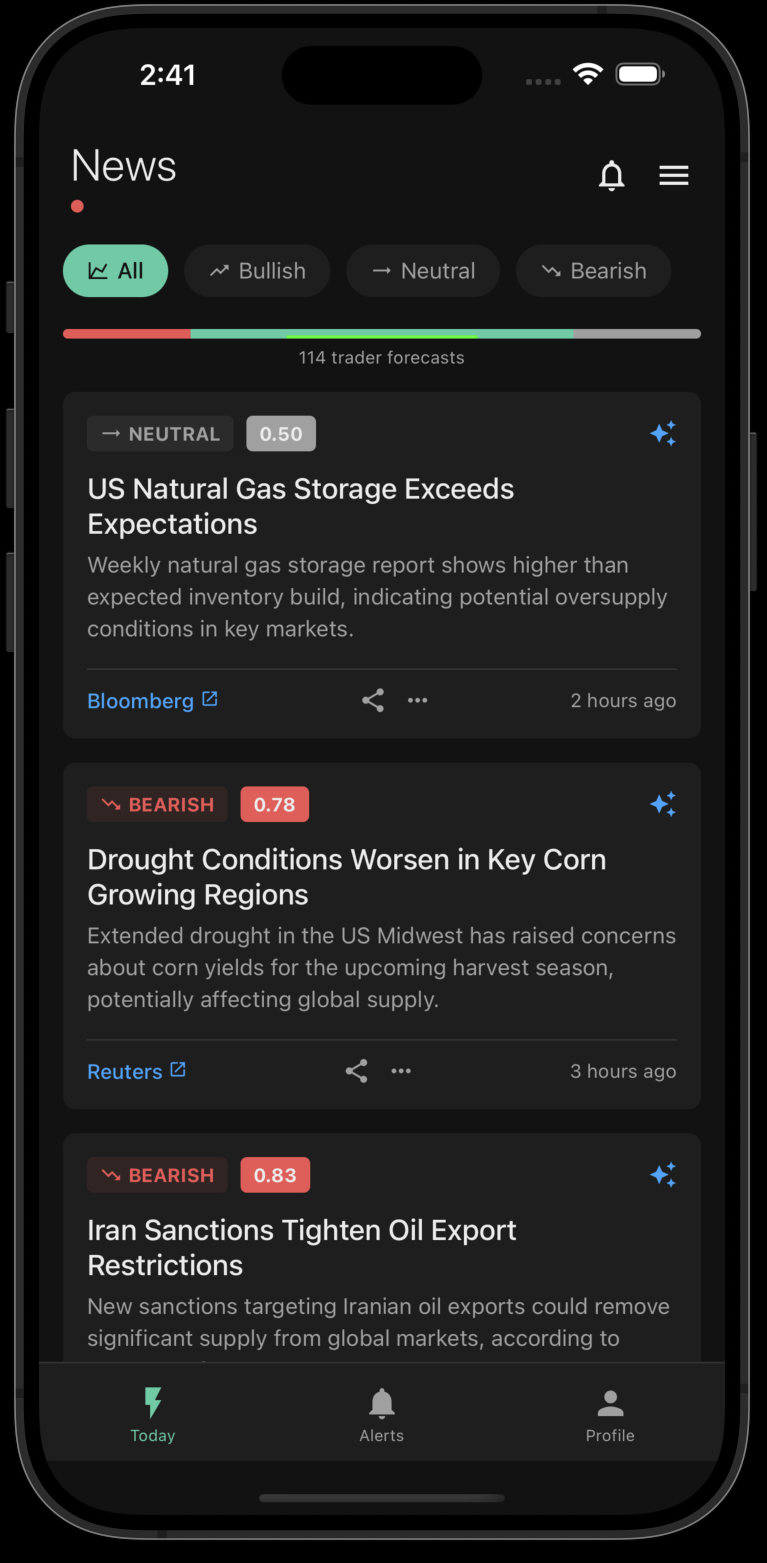 2:41
News
All Bullish Neutral Bearish
114 trader forecasts
NEUTRAL 0.50
US Natural Gas Storage Exceeds
Expectations
Weekly natural gas storage report shows higher than
expected inventory build, indicating potential oversupply
conditions in key markets.
Bloomberg 2 hours ago
BEARISH 0.78
Drought Conditions Worsen in Key Corn
Growing Regions
Extended drought in the US Midwest has raised concerns
about corn yields for the upcoming harvest season,
potentially affecting global supply.
Reuters 3 hours ago
BEARISH 0.83
Iran Sanctions Tighten Oil Export
Restrictions
New sanctions targeting Iranian oil exports could remove
significant supply from global markets, according to
Today Alerts Profile